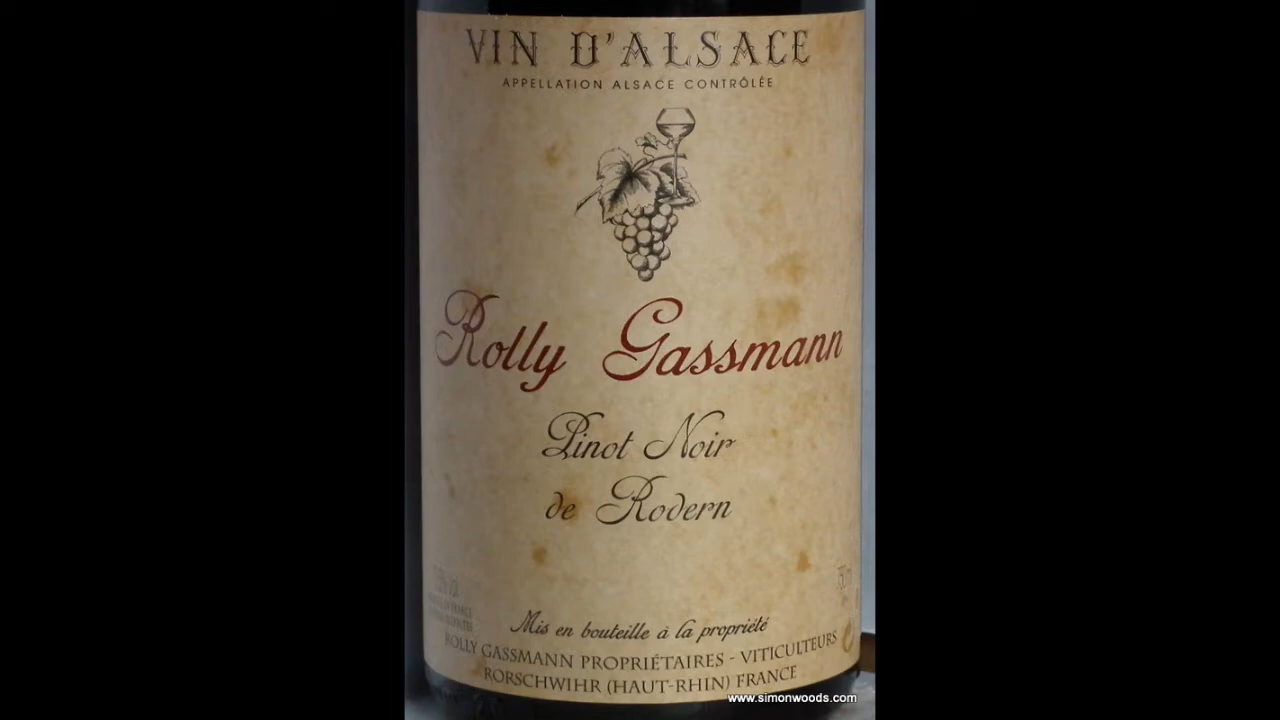 VIN D'ALSACE
APPELLATION ALSACE CONTRÔLÉE
Rolly Gassmann
Pinot Noir
de Rodern
Mis en bouteille à la propriété
ROLLY GASSMANN PROPRIÉTAIRES - VITICULTEURS
RORSCHWIHR (HAUT-RHIN) FRANCE
www.simonwoods.com